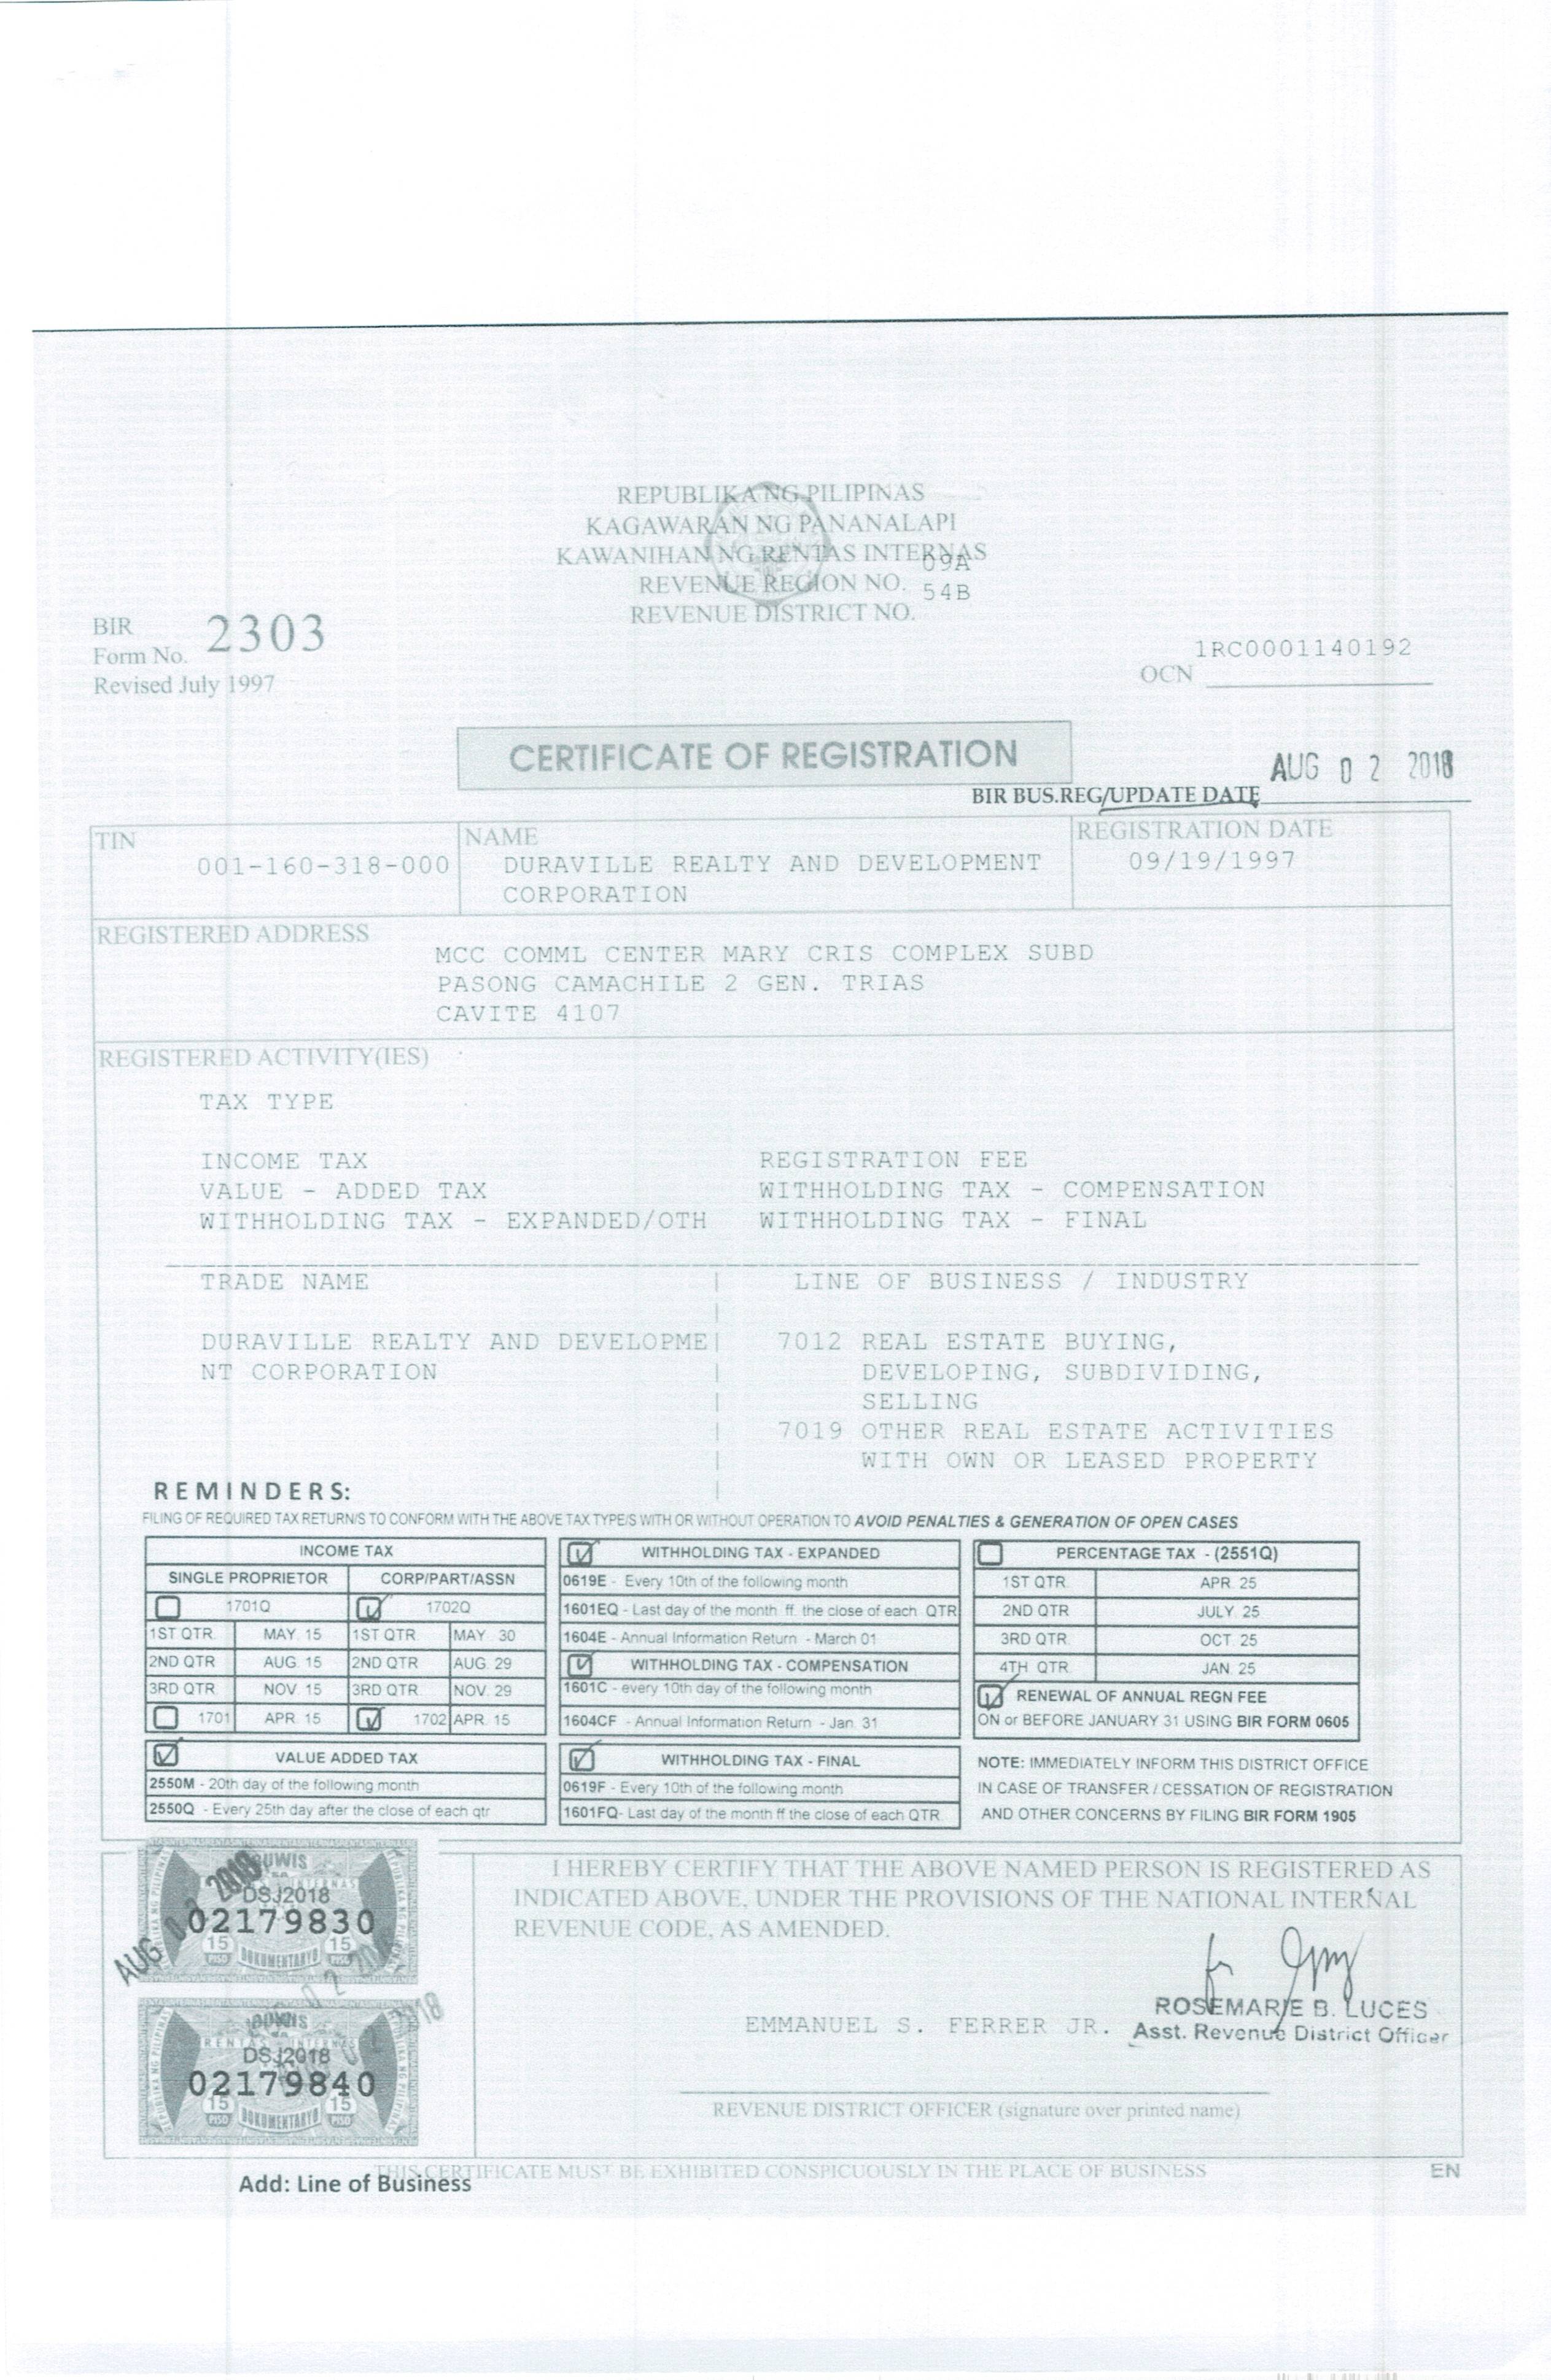 REPUBLIKA NG PILIPINAS
KAGAWARAN NG PANANALAPI
KAWANIHAN NG RENTAS INTERNAS
REVENUE REGION NO. 09A
REVENUE DISTRICT NO. 54B
BIR
Form No. 2303
Revised July 1997
1RC0001140192
OCN
CERTIFICATE OF REGISTRATION
AUG 02 2018
BIR BUS.REG/UPDATE DATE
TIN NAME REGISTRATION DATE
001-160-318-000 DURAVILLE REALTY AND DEVELOPMENT 09/19/1997
CORPORATION
REGISTERED ADDRESS
MCC COMML CENTER MARY CRIS COMPLEX SUBD
PASONG CAMACHILE 2 GEN. TRIAS
CAVITE 4107
REGISTERED ACTIVITY(IES)
TAX TYPE
INCOME TAX REGISTRATION FEE
VALUE - ADDED TAX WITHHOLDING TAX - COMPENSATION
WITHHOLDING TAX - EXPANDED/OTH WITHHOLDING TAX - FINAL
TRADE NAME | LINE OF BUSINESS / INDUSTRY
DURAVILLE REALTY AND DEVELOPME| 7012 REAL ESTATE BUYING,
NT CORPORATION | DEVELOPING, SUBDIVIDING,
SELLING
7019 OTHER REAL ESTATE ACTIVITIES
WITH OWN OR LEASED PROPERTY
REMINDERS:
FILING OF REQUIRED TAX RETURN/S TO CONFORM WITH THE ABOVE TAX TYPE/S WITH OR WITHOUT OPERATION TO AVOID PENALTIES & GENERATION OF OPEN CASES
INCOME TAX
SINGLE PROPRIETOR CORP/PART/ASSN
1701Q 1702Q
1ST QTR MAY. 15 1ST QTR MAY 30
2ND QTR AUG. 15 2ND QTR AUG. 29
3RD QTR NOV. 15 3RD QTR NOV. 29
1701 APR. 15 1702 APR. 15
VALUE ADDED TAX
2550M - 20th day of the following month
2550Q - Every 25th day after the close of each qtr
WITHHOLDING TAX - EXPANDED
0619E - Every 10th of the following month
1601EQ - Last day of the month ff. the close of each QTR
1604E - Annual Information Return - March 01
WITHHOLDING TAX - COMPENSATION
1601C - every 10th day of the following month
1604CF - Annual Information Return - Jan. 31
WITHHOLDING TAX - FINAL
0619F - Every 10th of the following month
1601FQ- Last day of the month ff the close of each QTR
PERCENTAGE TAX - (2551Q)
1ST QTR. APR. 25
2ND QTR JULY. 25
3RD QTR. OCT. 25
4TH QTR JAN. 25
RENEWAL OF ANNUAL REGN FEE
ON or BEFORE JANUARY 31 USING BIR FORM 0605
NOTE: IMMEDIATELY INFORM THIS DISTRICT OFFICE
IN CASE OF TRANSFER / CESSATION OF REGISTRATION
AND OTHER CONCERNS BY FILING BIR FORM 1905
DSJ2018
02179830
15 DOKUMENTARYO 15
PISO PISO
AUG 02 2018
RENTAS INTERNAS
DSJ2018
02179840
15 DOKUMENTARYO 15
PISO PISO
I HEREBY CERTIFY THAT THE ABOVE NAMED PERSON IS REGISTERED AS
INDICATED ABOVE, UNDER THE PROVISIONS OF THE NATIONAL INTERNAL
REVENUE CODE, AS AMENDED.
EMMANUEL S. FERRER JR.
ROSEMARIE B. LUCES
Asst. Revenue District Officer
REVENUE DISTRICT OFFICER (signature over printed name)
THIS CERTIFICATE MUST BE EXHIBITED CONSPICUOUSLY IN THE PLACE OF BUSINESS
EN
Add: Line of Business